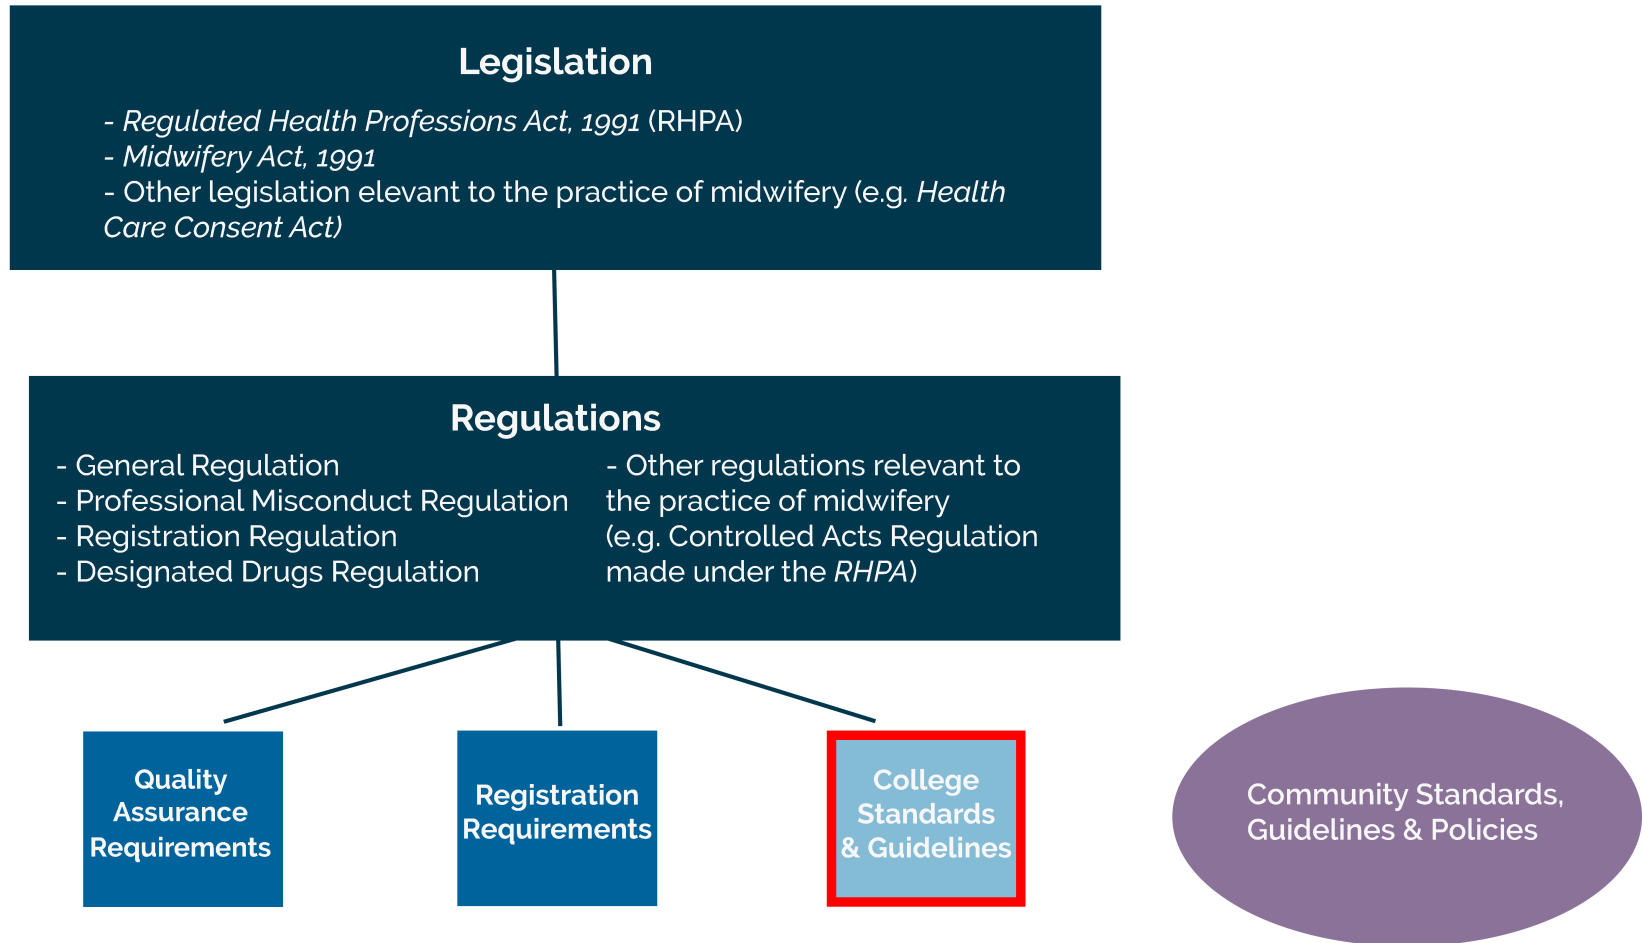 Legislation
- Regulated Health Professions Act, 1991 (RHPA)
- Midwifery Act, 1991
- Other legislation elevant to the practice of midwifery (e.g. Health
Care Consent Act)
Regulations
- General Regulation
- Professional Misconduct Regulation
- Registration Regulation
- Designated Drugs Regulation
- Other regulations relevant to
the practice of midwifery
(e.g. Controlled Acts Regulation
made under the RHPA)
Quality
Assurance
Requirements
Registration
Requirements
College
Standards
& Guidelines
Community Standards,
Guidelines & Policies